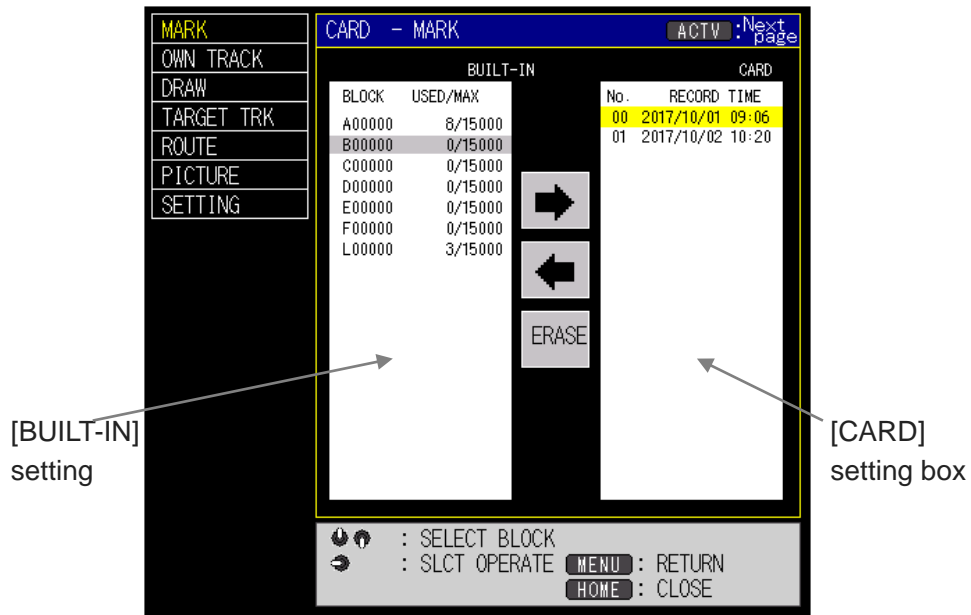 MARK
OWN TRACK
DRAW
TARGET TRK
ROUTE
PICTURE
SETTING
CARD - MARK
ACTV :Next page
BUILT-IN
BLOCK USED/MAX
A00000 8/15000
B00000 0/15000
C00000 0/15000
D00000 0/15000
E00000 0/15000
F00000 0/15000
L00000 3/15000
ERASE
CARD
No. RECORD TIME
00 2017/10/01 09:06
01 2017/10/02 10:20
[BUILT-IN]
setting
[CARD]
setting box
: SELECT BLOCK
: SLCT OPERATE MENU : RETURN
HOME : CLOSE